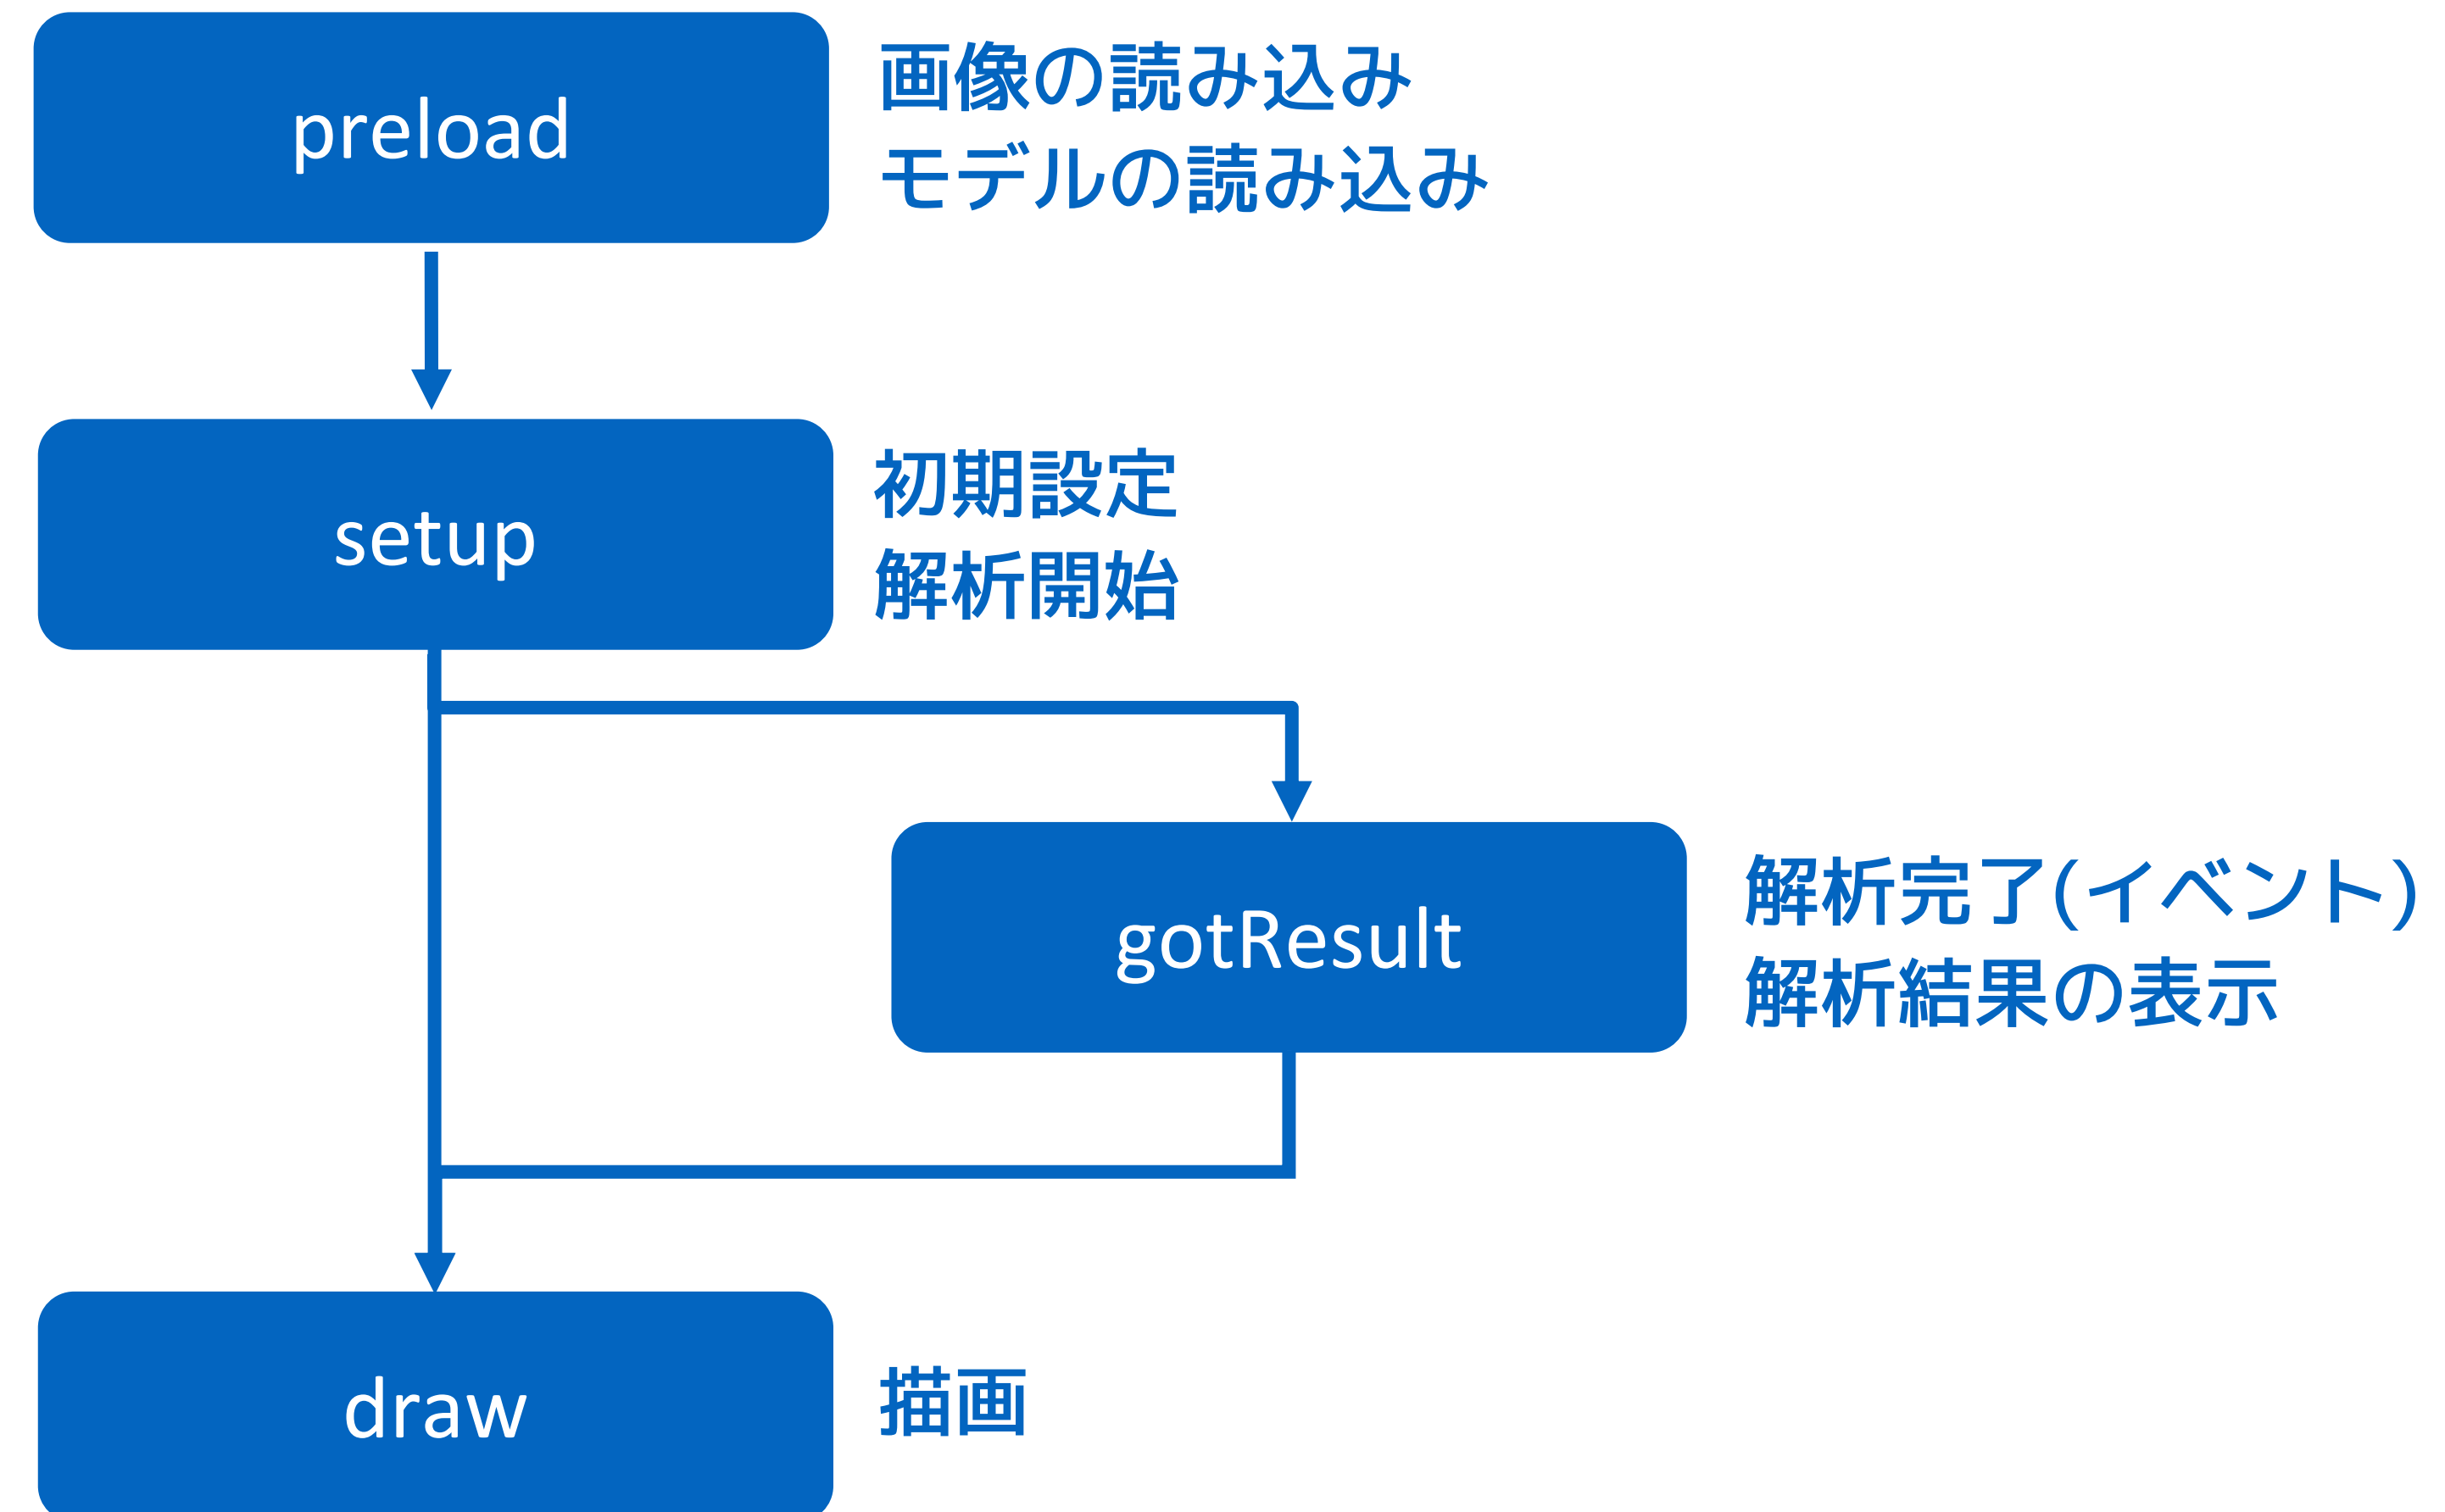 preload
画像の読み込み
モデルの読み込み
setup
初期設定
解析開始
gotResult
解析完了(イベント)
解析結果の表示
draw
描画